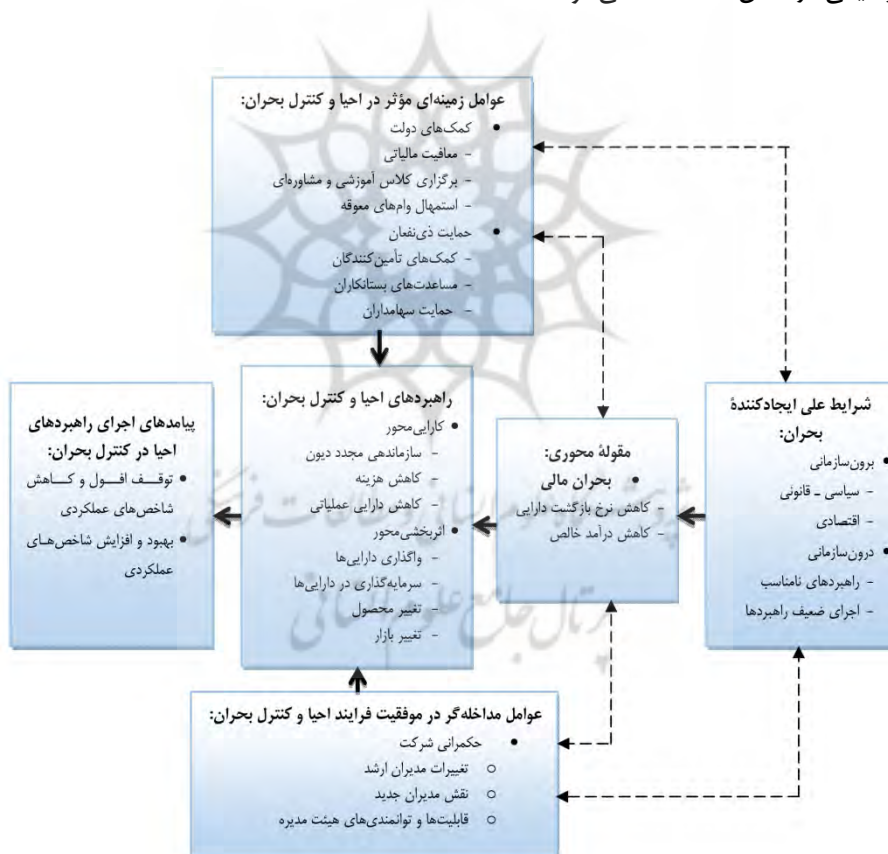 عوامل زمینه‌ای مؤثر در احیا و کنترل بحران:
• کمک‌های دولت
- معافیت مالیاتی
- برگزاری کلاس آموزشی و مشاوره‌ای
- استمهال وام‌های معوقه
• حمایت ذی‌نفعان
- کمک‌های تأمین‌کنندگان
- مساعدت‌های بستانکاران
- حمایت سهامداران
شرایط علی ایجادکنندۀ
بحران:
• برون‌سازمانی
- سیاسی - قانونی
- اقتصادی
• درون‌سازمانی
- راهبردهای نامناسب
- اجرای ضعیف راهبردها
مقولۀ محوری:
• بحران مالی
- کاهش نرخ بازگشت دارایی
- کاهش درآمد خالص
راهبردهای احیا و کنترل بحران:
• کارایی‌محور
- سازماندهی مجدد دیون
- کاهش هزینه
- کاهش دارایی عملیاتی
• اثربخشی‌محور
- واگذاری دارایی‌ها
- سرمایه‌گذاری در دارایی‌ها
- تغییر محصول
- تغییر بازار
پیامدهای اجرای راهبردهای
احیا در کنترل بحران:
• توقف افول و کاهش
شاخص‌های عملکردی
• بهبود و افزایش شاخص‌های
عملکردی
عوامل مداخله‌گر در موفقیت فرایند احیا و کنترل بحران:
• حکمرانی شرکت
○ تغییرات مدیران ارشد
○ نقش مدیران جدید
○ قابلیت‌ها و توانمندی‌های هیئت مدیره
پرتال جامع علوم انسانی